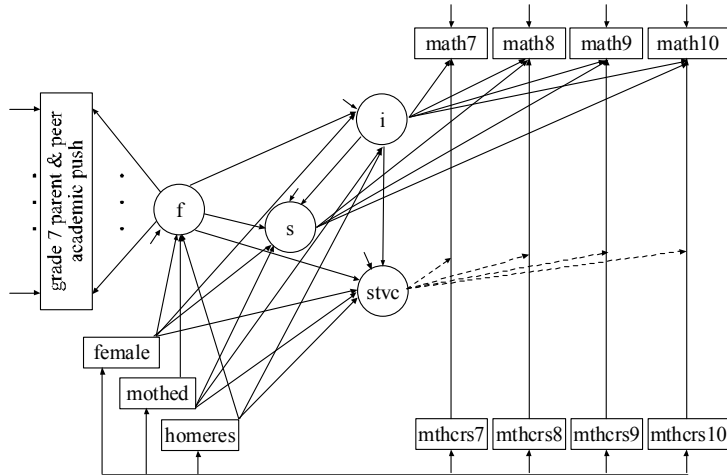 math7 math8 math9 math10
i
grade 7 parent & peer
academic push
f
s
stvc
female
mothed
homeres
mthcrs7 mthcrs8 mthcrs9 mthcrs10